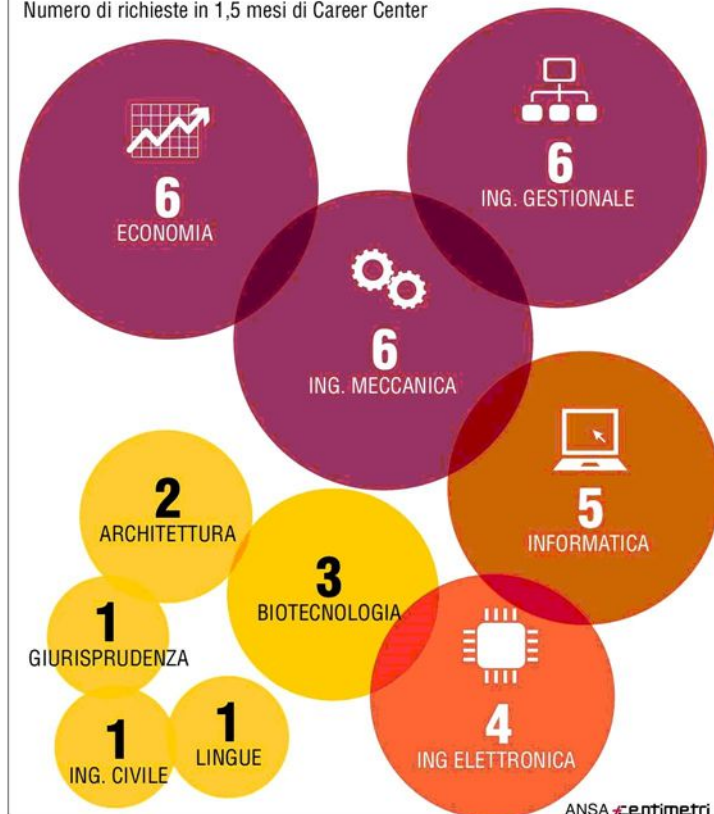 Numero di richieste in 1,5 mesi di Career Center
6
ECONOMIA
6
ING. GESTIONALE
6
ING. MECCANICA
5
INFORMATICA
2
ARCHITETTURA
3
BIOTECNOLOGIA
1
GIURISPRUDENZA
4
ING ELETTRONICA
1
ING. CIVILE
1
LINGUE
ANSA centimetri